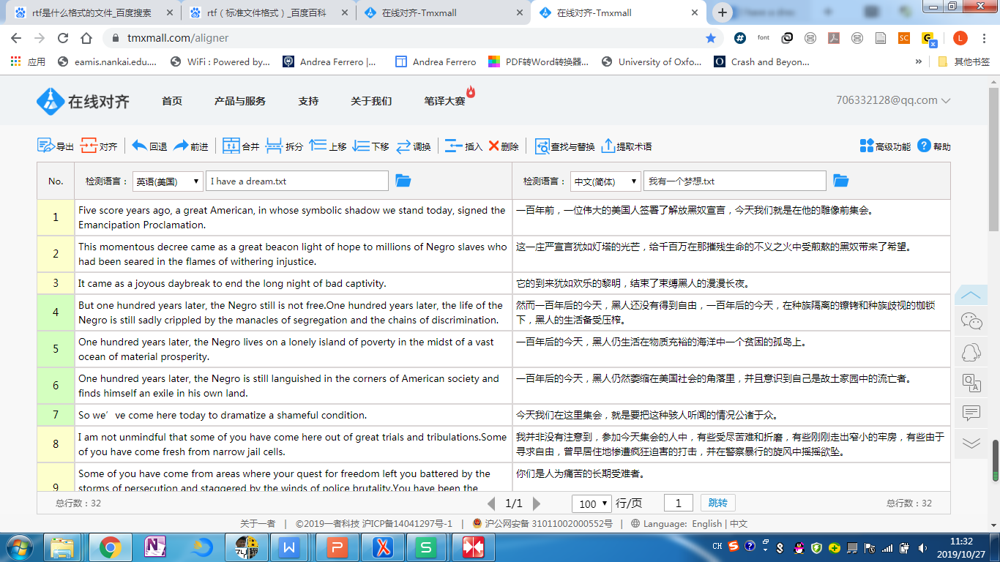 rtf是什么格式的文件_百度搜索
rtf（标准文件格式）_百度百科
在线对齐-Tmxmall
在线对齐-Tmxmall
tmxmall.com/aligner
font
SC
G
L
应用
eamis.nankai.edu....
WiFi : Powered by...
Andrea Ferrero |...
Andrea Ferrero
PDF转Word转换器...
University of Oxfo...
Crash and Beyon...
»
其他书签
在线对齐
首页
产品与服务
支持
关于我们
笔译大赛
706332128@qq.com
导出
对齐
回退
前进
合并
拆分
上移
下移
调换
插入
删除
查找与替换
提取术语
高级功能
帮助
No.
检测语言：
英语(美国)
I have a dream.txt
检测语言：
中文(简体)
我有一个梦想.txt
1
Five score years ago, a great American, in whose symbolic shadow we stand today, signed the
Emancipation Proclamation.
一百年前，一位伟大的美国人签署了解放黑奴宣言，今天我们就是在他的雕像前集会。
2
This momentous decree came as a great beacon light of hope to millions of Negro slaves who
had been seared in the flames of withering injustice.
这一庄严宣言犹如灯塔的光芒，给千百万在那摧残生命的不义之火中受煎熬的黑奴带来了希望。
3
It came as a joyous daybreak to end the long night of bad captivity.
它的到来犹如欢乐的黎明，结束了束缚黑人的漫漫长夜。
4
But one hundred years later, the Negro still is not free.One hundred years later, the life of the
Negro is still sadly crippled by the manacles of segregation and the chains of discrimination.
然而一百年后的今天，黑人还没有得到自由，一百年后的今天，在种族隔离的镣铐和种族歧视的枷锁
下，黑人的生活备受压榨。
5
One hundred years later, the Negro lives on a lonely island of poverty in the midst of a vast
ocean of material prosperity.
一百年后的今天，黑人仍生活在物质充裕的海洋中一个贫困的孤岛上。
6
One hundred years later, the Negro is still languished in the corners of American society and
finds himself an exile in his own land.
一百年后的今天，黑人仍然萎缩在美国社会的角落里，并且意识到自己是故土家园中的流亡者。
7
So we’ve come here today to dramatize a shameful condition.
今天我们在这里集会，就是要把这种骇人听闻的情况公诸于众。
8
I am not unmindful that some of you have come here out of great trials and tribulations.Some
of you have come fresh from narrow jail cells.
我并非没有注意到，参加今天集会的人中，有些受尽苦难和折磨，有些刚刚走出窄小的牢房，有些由于
寻求自由，曾早居住地惨遭疯狂迫害的打击，并在警察暴行的旋风中摇摇欲坠。
9
Some of you have come from areas where your quest for freedom left you battered by the
storms of persecution and staggered by the winds of police brutality.You have been the
你们是人为痛苦的长期受难者。
总行数：32
1/1
100
行/页
1
跳转
总行数：32
关于一者 | ©2019一者科技 沪ICP备14041297号-1 | 沪公网安备 31011002000552号 | Language: English | 中文
CH
11:32
2019/10/27